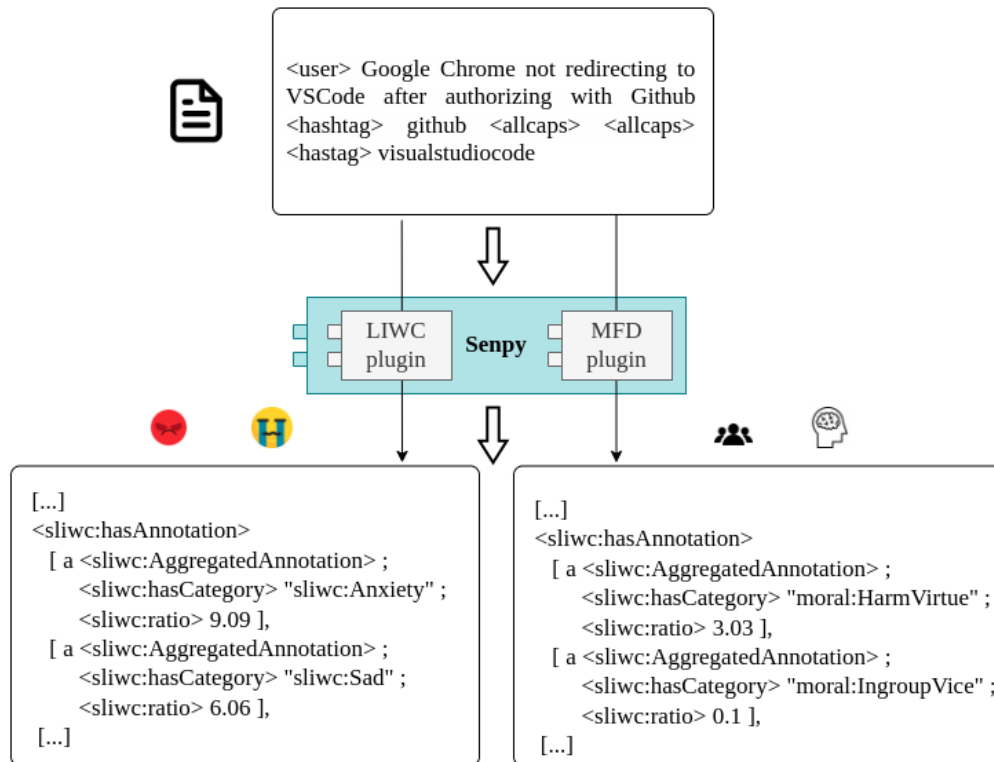 <user> Google Chrome not redirecting to
VSCode after authorizing with Github
<hashtag> github <allcaps> <allcaps>
<hastag> visualstudiocode
LIWC
plugin
Senpy
MFD
plugin
[...]
<sliwc:hasAnnotation>
[ a <sliwc:AggregatedAnnotation> ;
<sliwc:hasCategory> "sliwc:Anxiety" ;
<sliwc:ratio> 9.09 ],
[ a <sliwc:AggregatedAnnotation> ;
<sliwc:hasCategory> "sliwc:Sad" ;
<sliwc:ratio> 6.06 ],
[...]
[...]
<sliwc:hasAnnotation>
[ a <sliwc:AggregatedAnnotation> ;
<sliwc:hasCategory> "moral:HarmVirtue" ;
<sliwc:ratio> 3.03 ],
[ a <sliwc:AggregatedAnnotation> ;
<sliwc:hasCategory> "moral:IngroupVice" ;
<sliwc:ratio> 0.1 ],
[...]